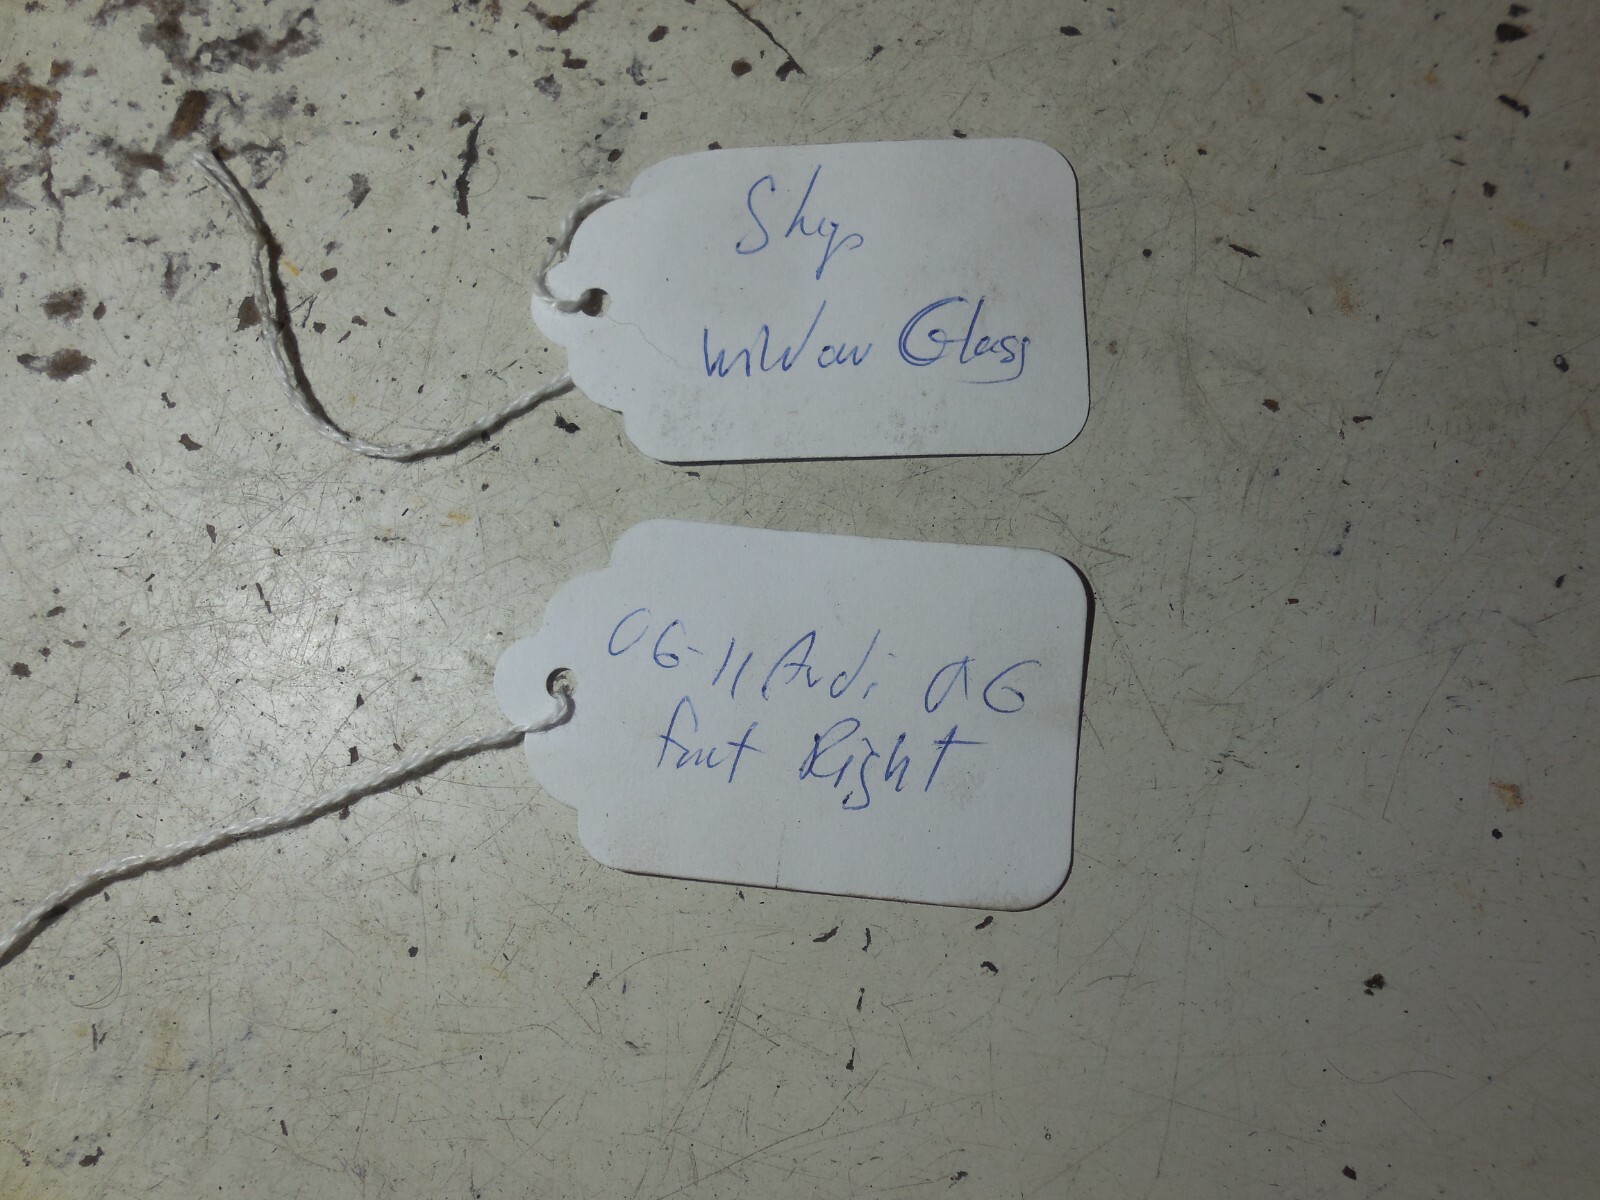 Ship
Window Glass
06-11 Audi A6
Front Right